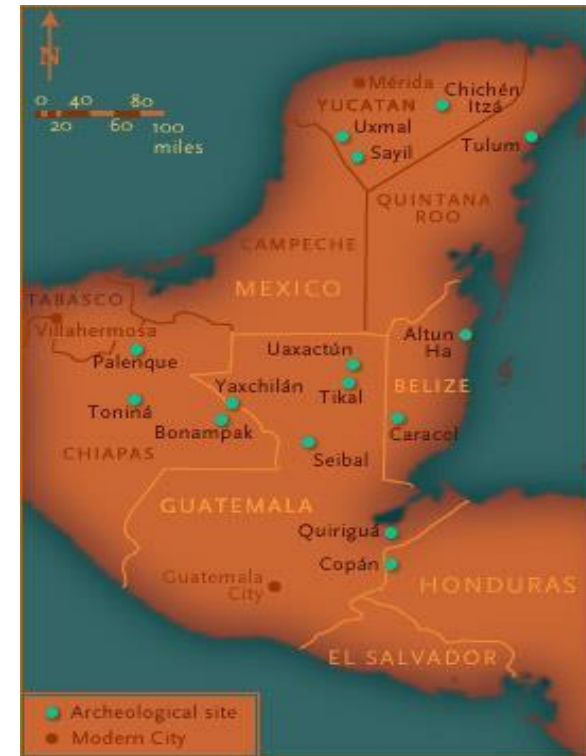 N
0 40 80
20 60 100
miles
Mérida
YUCATAN
Chichén
Itzá
Uxmal
Sayil
Tulum
QUINTANA
ROO
CAMPECHE
MEXICO
TABASCO
Villahermosa
Palenque
Uaxactún
Altun
Ha
Toniná
Yaxchilán
Tikal
BELIZE
Bonampak
Caracol
CHIAPAS
Seibal
GUATEMALA
Quiriguá
Copán
Guatemala
City
HONDURAS
EL SALVADOR
Archeological site
Modern City